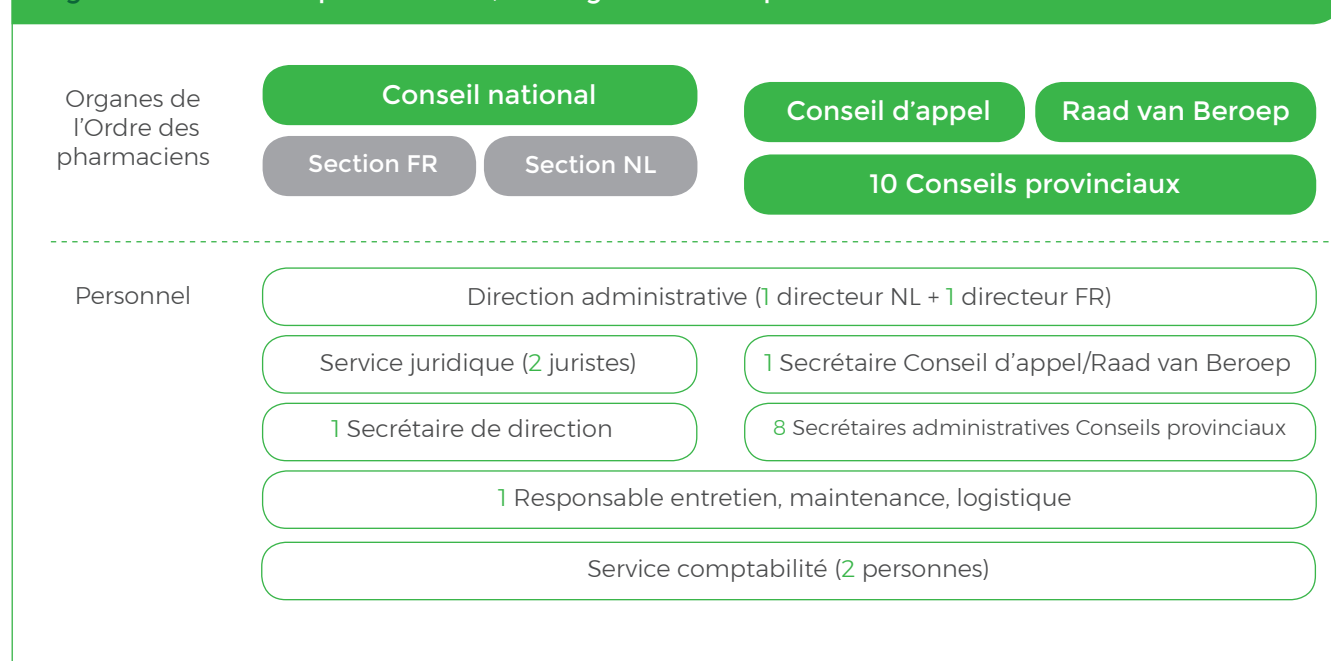 Organes de
l'Ordre des
pharmaciens
Conseil national
Section FR
Section NL
Conseil d'appel
Raad van Beroep
10 Conseils provinciaux
Personnel
Direction administrative (1 directeur NL + 1 directeur FR)
Service juridique (2 juristes)
1 Secrétaire Conseil d'appel/Raad van Beroep
1 Secrétaire de direction
8 Secrétaires administratives Conseils provinciaux
1 Responsable entretien, maintenance, logistique
Service comptabilité (2 personnes)